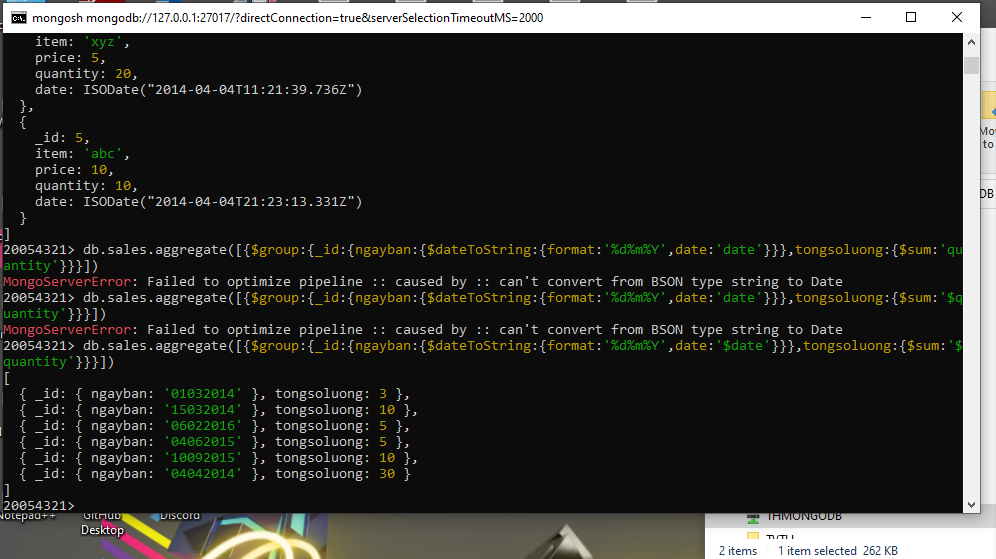 mongosh mongodb://127.0.0.1:27017/?directConnection=true&serverSelectionTimeoutMS=2000
item: 'xyz',
price: 5,
quantity: 20,
date: ISODate("2014-04-04T11:21:39.736Z")
},
{
_id: 5,
item: 'abc',
price: 10,
quantity: 10,
date: ISODate("2014-04-04T21:23:13.331Z")
}
]
20054321> db.sales.aggregate([{$group:{_id:{ngayban:{$dateToString:{format:'%d%m%Y',date:'date'}}},tongsoluong:{$sum:'qu
antity'}}}])
MongoServerError: Failed to optimize pipeline :: caused by :: can't convert from BSON type string to Date
20054321> db.sales.aggregate([{$group:{_id:{ngayban:{$dateToString:{format:'%d%m%Y',date:'date'}}},tongsoluong:{$sum:'$q
uantity'}}}])
MongoServerError: Failed to optimize pipeline :: caused by :: can't convert from BSON type string to Date
20054321> db.sales.aggregate([{$group:{_id:{ngayban:{$dateToString:{format:'%d%m%Y',date:'$date'}}},tongsoluong:{$sum:'$
quantity'}}}])
[
{ _id: { ngayban: '01032014' }, tongsoluong: 3 },
{ _id: { ngayban: '15032014' }, tongsoluong: 10 },
{ _id: { ngayban: '06022016' }, tongsoluong: 5 },
{ _id: { ngayban: '04062015' }, tongsoluong: 5 },
{ _id: { ngayban: '10092015' }, tongsoluong: 10 },
{ _id: { ngayban: '04042014' }, tongsoluong: 30 }
]
20054321>
Mov
to
DB
Notepad++ GitHub Desktop Discord
THMONGODB
2 items 1 item selected 262 KB